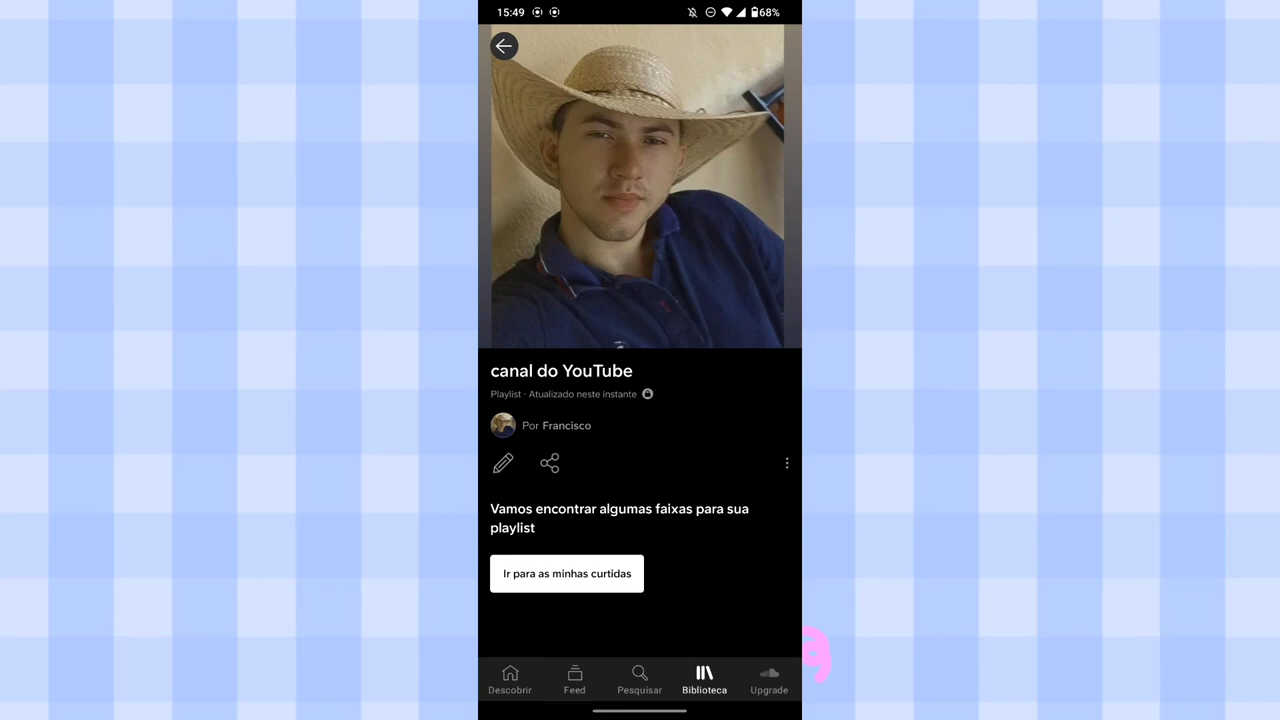 15:49 68%
canal do YouTube
Playlist · Atualizado neste instante
Por Francisco
Vamos encontrar algumas faixas para sua
playlist
Ir para as minhas curtidas
Descobrir Feed Pesquisar Biblioteca Upgrade